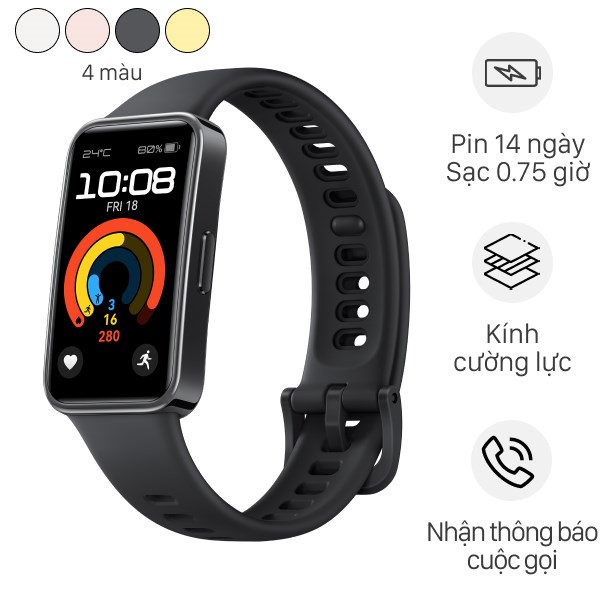 4 màu
24°C 80%
10:08
FRI 18
3
16
280
Pin 14 ngày
Sạc 0.75 giờ
Kính
cường lực
Nhận thông báo
cuộc gọi